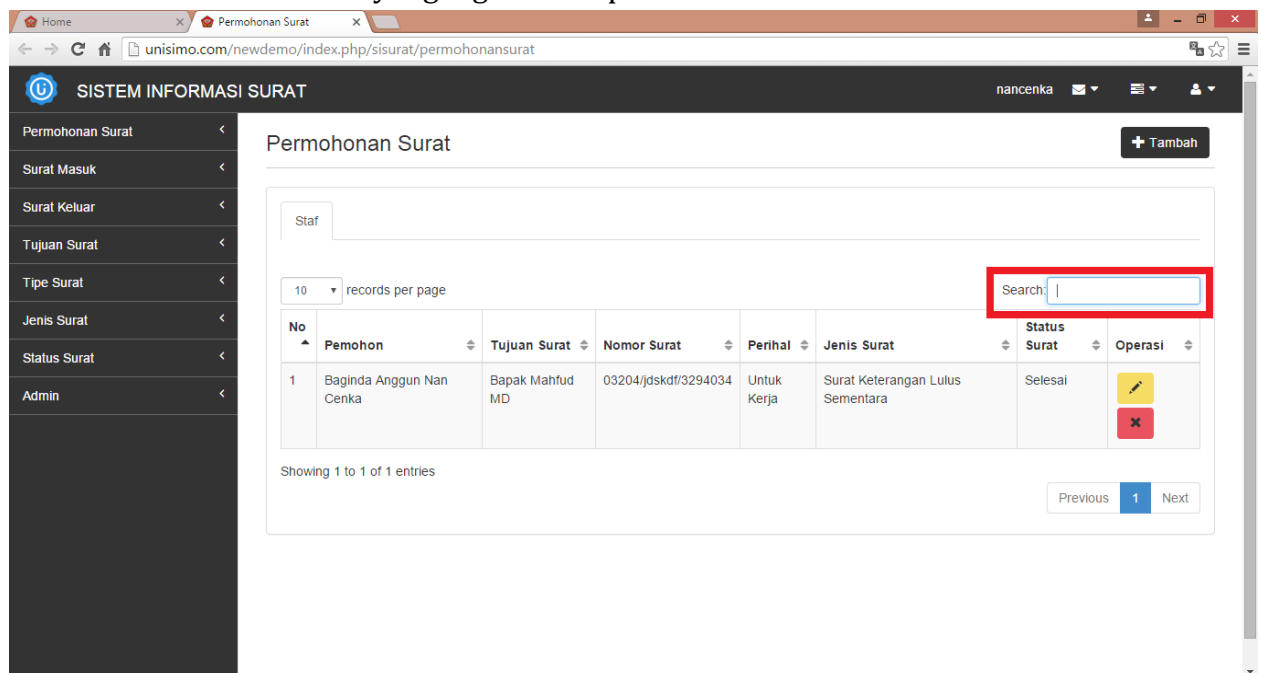 Home
Permohonan Surat
unisimo.com/newdemo/index.php/sisurat/permohonansurat
SISTEM INFORMASI SURAT
nancenka
Permohonan Surat
Surat Masuk
Surat Keluar
Tujuan Surat
Tipe Surat
Jenis Surat
Status Surat
Admin
Permohonan Surat
+ Tambah
Staf
10 records per page
Search:
No Pemohon Tujuan Surat Nomor Surat Perihal Jenis Surat Status Surat Operasi
1 Baginda Anggun Nan Bapak Mahfud 03204/jdskdf/3294034 Untuk Surat Keterangan Lulus Selesai
Cenka MD Kerja Sementara
Showing 1 to 1 of 1 entries
Previous 1 Next